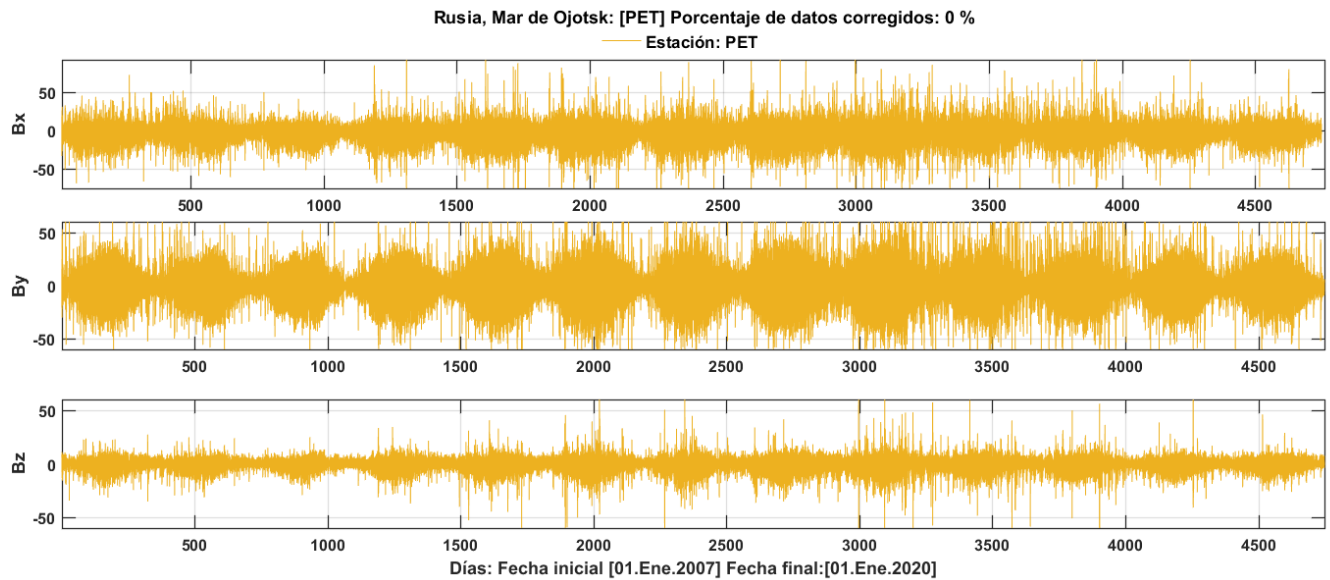 Rusia, Mar de Ojotsk: [PET] Porcentaje de datos corregidos: 0 %
Estación: PET
50
0
-50
Bx
500 1000 1500 2000 2500 3000 3500 4000 4500
50
0
-50
By
500 1000 1500 2000 2500 3000 3500 4000 4500
50
0
-50
Bz
500 1000 1500 2000 2500 3000 3500 4000 4500
Días: Fecha inicial [01.Ene.2007] Fecha final:[01.Ene.2020]